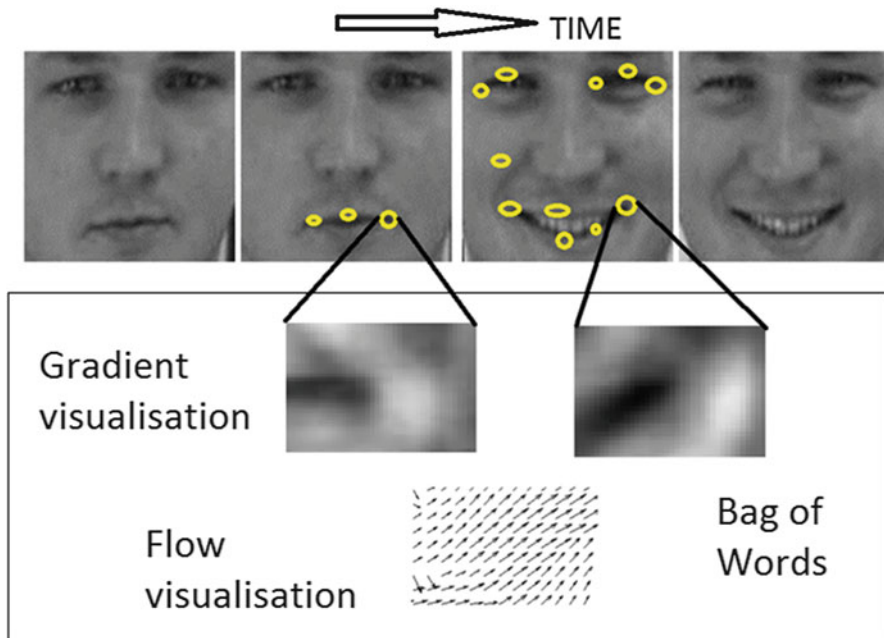 TIME
Gradient
visualisation
Flow
visualisation
Bag of
Words